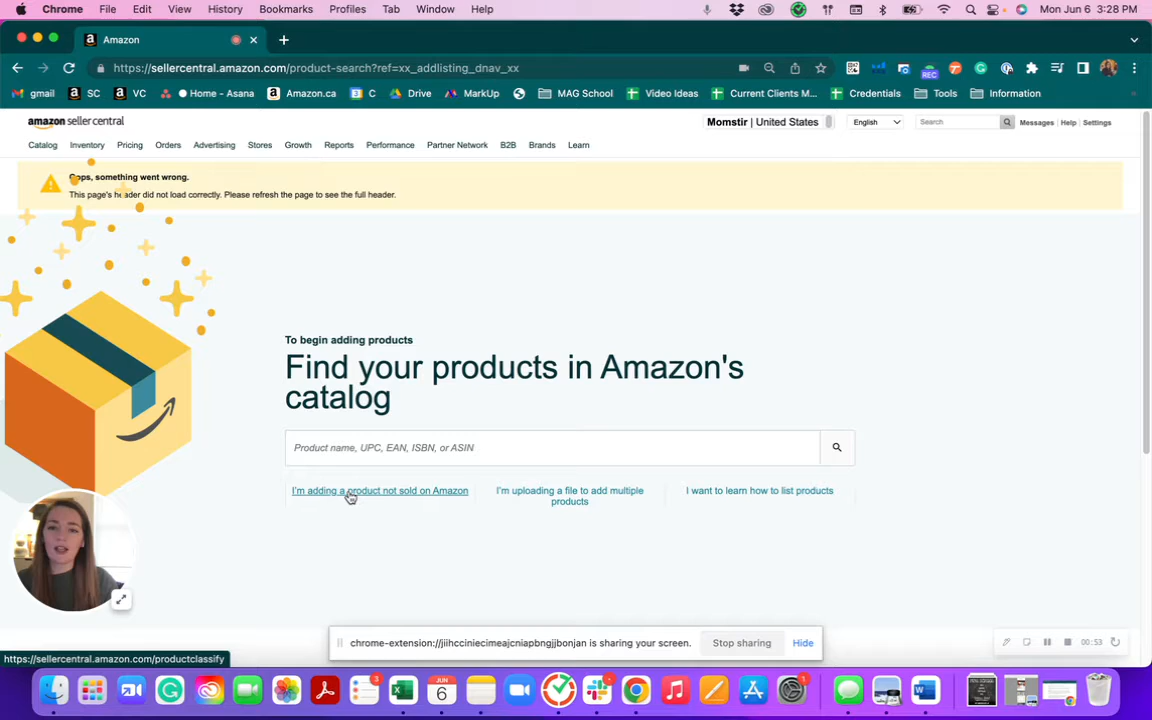 Chrome File Edit View History Bookmarks Profiles Tab Window Help Mon Jun 6 3:28 PM
Amazon
https://sellercentral.amazon.com/product-search?ref=xx_addlisting_dnav_xx REC
gmail SC VC Home - Asana Amazon.ca C Drive MarkUp MAG School Video Ideas Current Clients M... Credentials Tools Information
amazon seller central Momstir | United States English Search Messages Help Settings
Catalog Inventory Pricing Orders Advertising Stores Growth Reports Performance Partner Network B2B Brands Learn
Oops, something went wrong.
This page's header did not load correctly. Please refresh the page to see the full header.
To begin adding products
Find your products in Amazon's
catalog
Product name, UPC, EAN, ISBN, or ASIN
I'm adding a product not sold on Amazon I'm uploading a file to add multiple I want to learn how to list products
products
chrome-extension://jiihcciniecimeajcniapbngjjbonjan is sharing your screen. Stop sharing Hide
00:53
https://sellercentral.amazon.com/productclassify
JUN 3 1
6